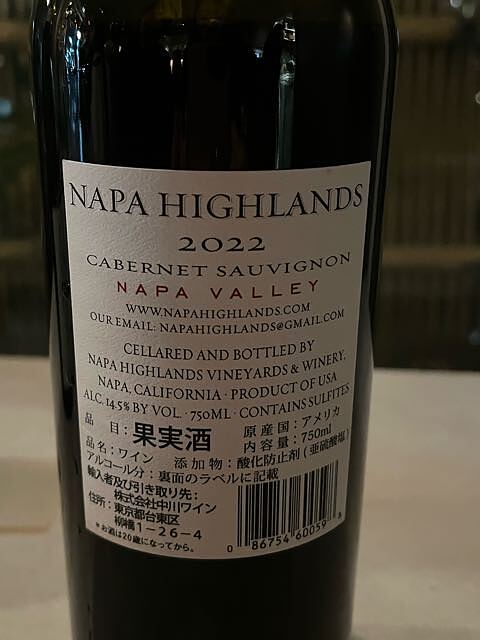 NAPA HIGHLANDS
2022
CABERNET SAUVIGNON
NAPA VALLEY
WWW.NAPAHIGHLANDS.COM
OUR EMAIL: NAPAHIGHLANDS@GMAIL.COM
CELLARED AND BOTTLED BY
NAPA HIGHLANDS VINEYARDS & WINERY,
NAPA, CALIFORNIA · PRODUCT OF USA
ALC. 14.5% BY VOL. · 750ML · CONTAINS SULFITES
品 目：果実酒 原産国：アメリカ
品名：ワイン 内容量：750ml
添加物：酸化防止剤(亜硫酸塩)
アルコール分：裏面のラベルに記載
輸入者及び引き取り先：
株式会社中川ワイン
住所：東京都台東区
柳橋1-26-4
*お酒は20歳になってから。
0 86754 60059